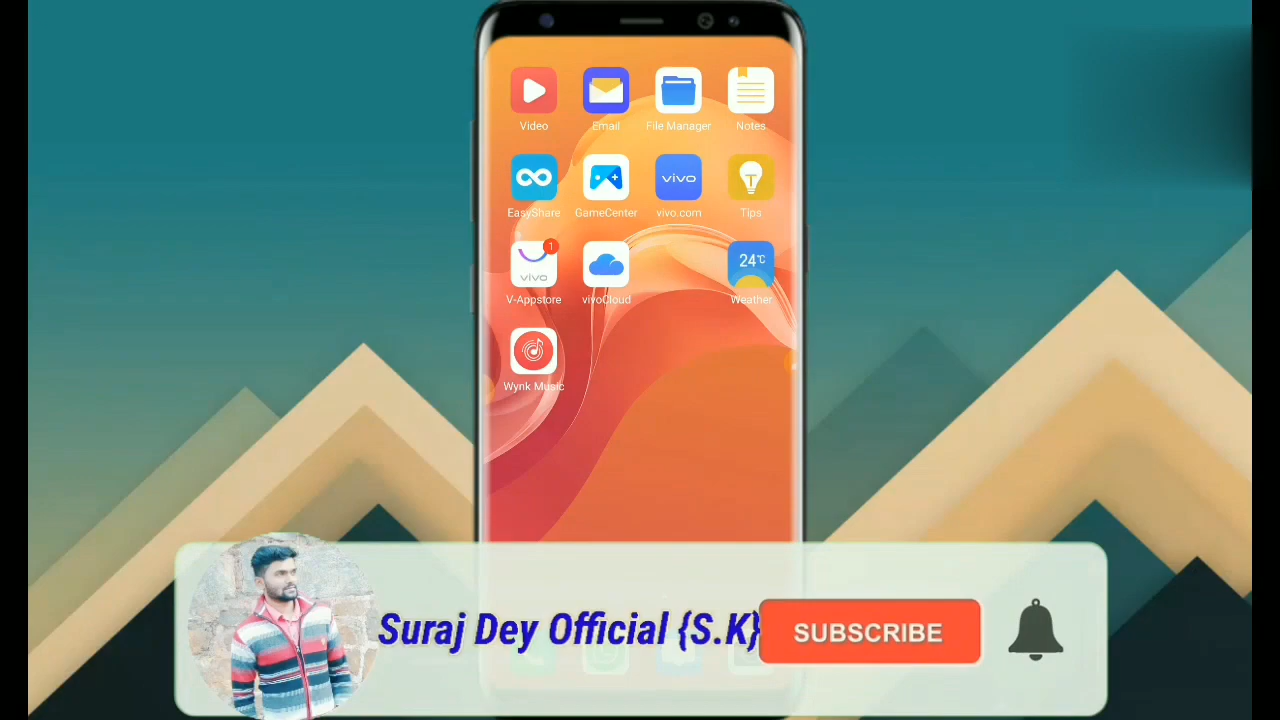 Video Email File Manager Notes
vivo
EasyShare GameCenter vivo.com Tips
1
vivo
24°C
V-Appstore vivoCloud Weather
Wynk Music
Suraj Dey Official {S.K}
SUBSCRIBE